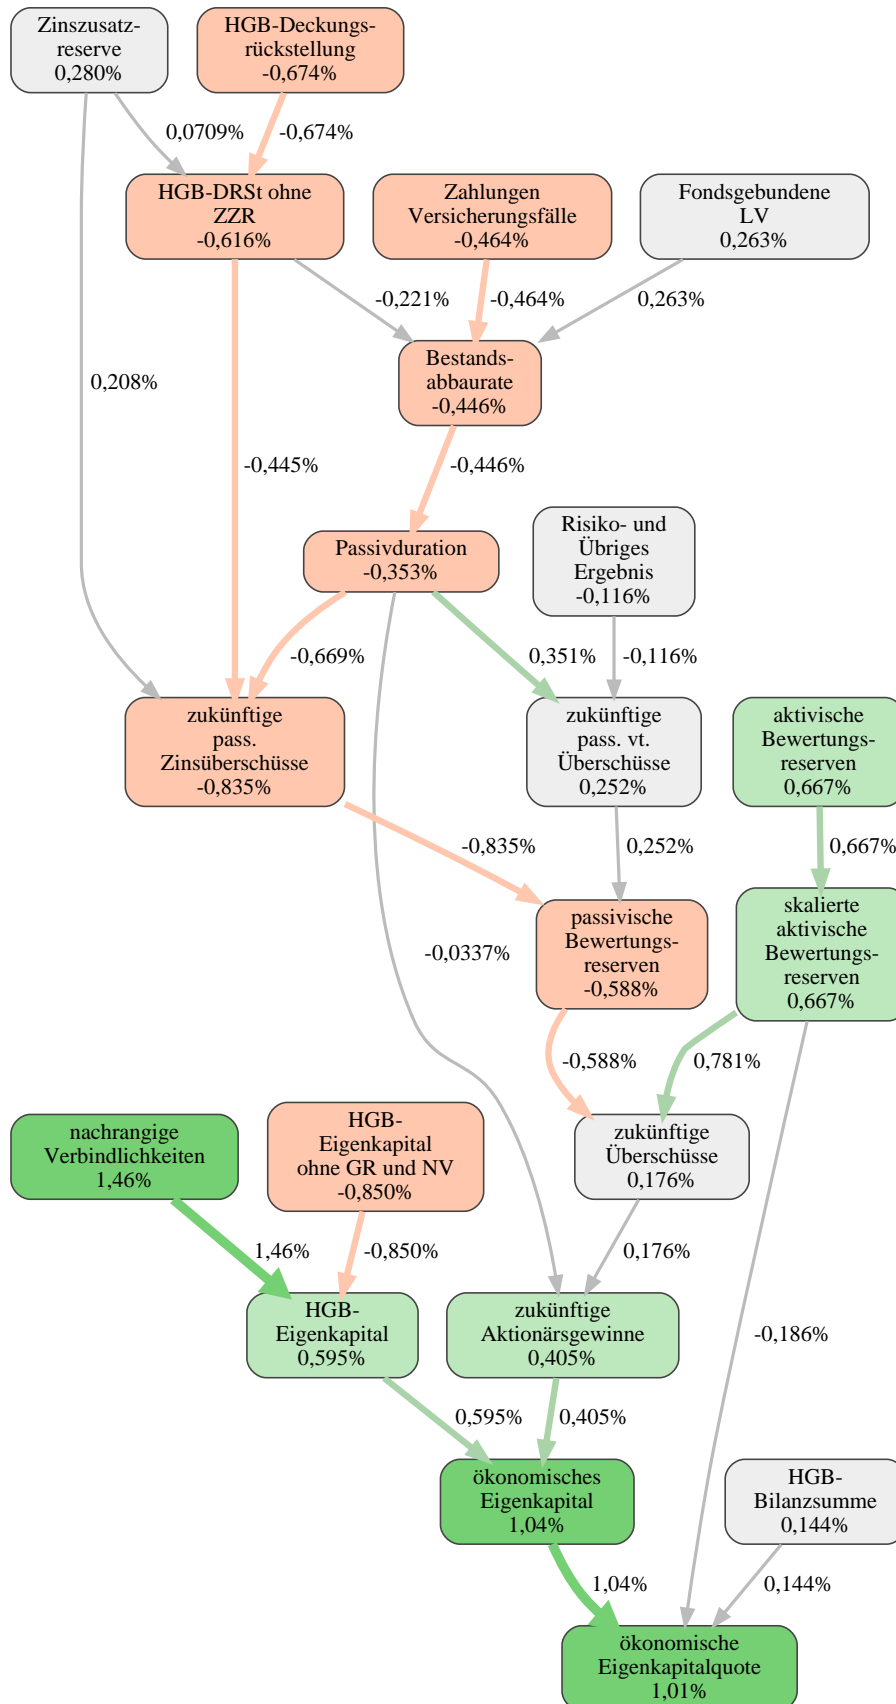 Zinszusatz-
reserve
0,280%
HGB-Deckungs-
rückstellung
-0,674%
0,0709%
-0,674%
HGB-DRSt ohne
ZZR
-0,616%
Zahlungen
Versicherungsfälle
-0,464%
Fondsgebundene
LV
0,263%
-0,221%
-0,464%
0,263%
0,208%
Bestands-
abbaurate
-0,446%
-0,445%
-0,446%
Passivduration
-0,353%
Risiko- und
Übriges
Ergebnis
-0,116%
-0,669%
0,351%
-0,116%
zukünftige
pass.
Zinsüberschüsse
-0,835%
zukünftige
pass. vt.
Überschüsse
0,252%
aktivische
Bewertungs-
reserven
0,667%
-0,835%
0,252%
0,667%
passivische
Bewertungs-
reserven
-0,588%
skalierte
aktivische
Bewertungs-
reserven
0,667%
-0,0337%
-0,588%
0,781%
nachrangige
Verbindlichkeiten
1,46%
HGB-
Eigenkapital
ohne GR und NV
-0,850%
zukünftige
Überschüsse
0,176%
1,46%
-0,850%
0,176%
HGB-
Eigenkapital
0,595%
zukünftige
Aktionärsgewinne
0,405%
-0,186%
0,595%
0,405%
ökonomisches
Eigenkapital
1,04%
HGB-
Bilanzsumme
0,144%
1,04%
0,144%
ökonomische
Eigenkapitalquote
1,01%